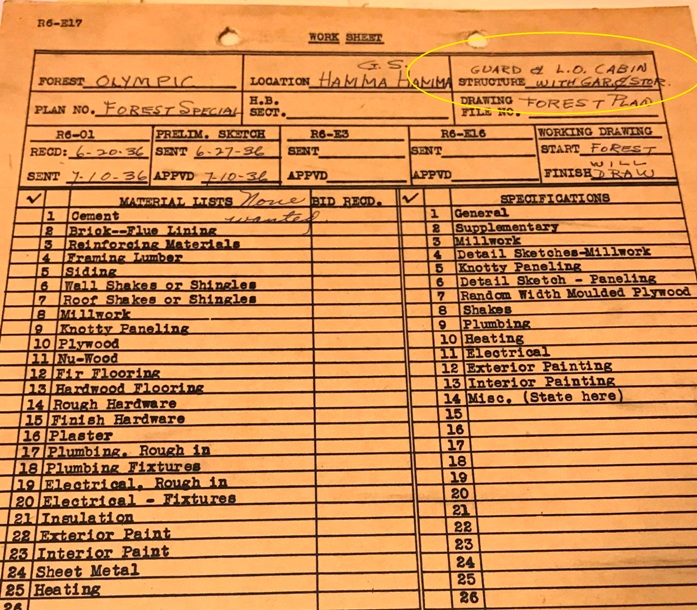 R6-E17
WORK SHEET
FOREST OLYMPIC
G.S.
LOCATION HAMMA HAMMA
GUARD & L.O. CABIN
STRUCTURE WITH GAR & STOR.
PLAN NO. FOREST SPECIAL
H.B.
SECT.
DRAWING FOREST PLAN
FILE NO.
R6-01
RECD: 6-20-36
SENT 7-10-36
PRELIM. SKETCH
SENT 6-27-36
APPVD 7-10-36
R6-E3
SENT
APPVD
R6-E16
SENT
APPVD
WORKING DRAWING
START FOREST
WILL
FINISH DRAW
✓ MATERIAL LISTS None wanted BID RECD.
1 Cement
2 Brick--Flue Lining
3 Reinforcing Materials
4 Framing Lumber
5 Siding
6 Wall Shakes or Shingles
7 Roof Shakes or Shingles
8 Millwork
9 Knotty Paneling
10 Plywood
11 Nu-Wood
12 Fir Flooring
13 Hardwood Flooring
14 Rough Hardware
15 Finish Hardware
16 Plaster
17 Plumbing, Rough in
18 Plumbing Fixtures
19 Electrical, Rough in
20 Electrical - Fixtures
21 Insulation
22 Exterior Paint
23 Interior Paint
24 Sheet Metal
25 Heating
26
✓ SPECIFICATIONS
1 General
2 Supplementary
3 Millwork
4 Detail Sketches-Millwork
5 Knotty Paneling
6 Detail Sketch - Paneling
7 Random Width Moulded Plywood
8 Shakes
9 Plumbing
10 Heating
11 Electrical
12 Exterior Painting
13 Interior Painting
14 Misc. (State here)
15
16
17
18
19
20
21
22
23
24
25
26